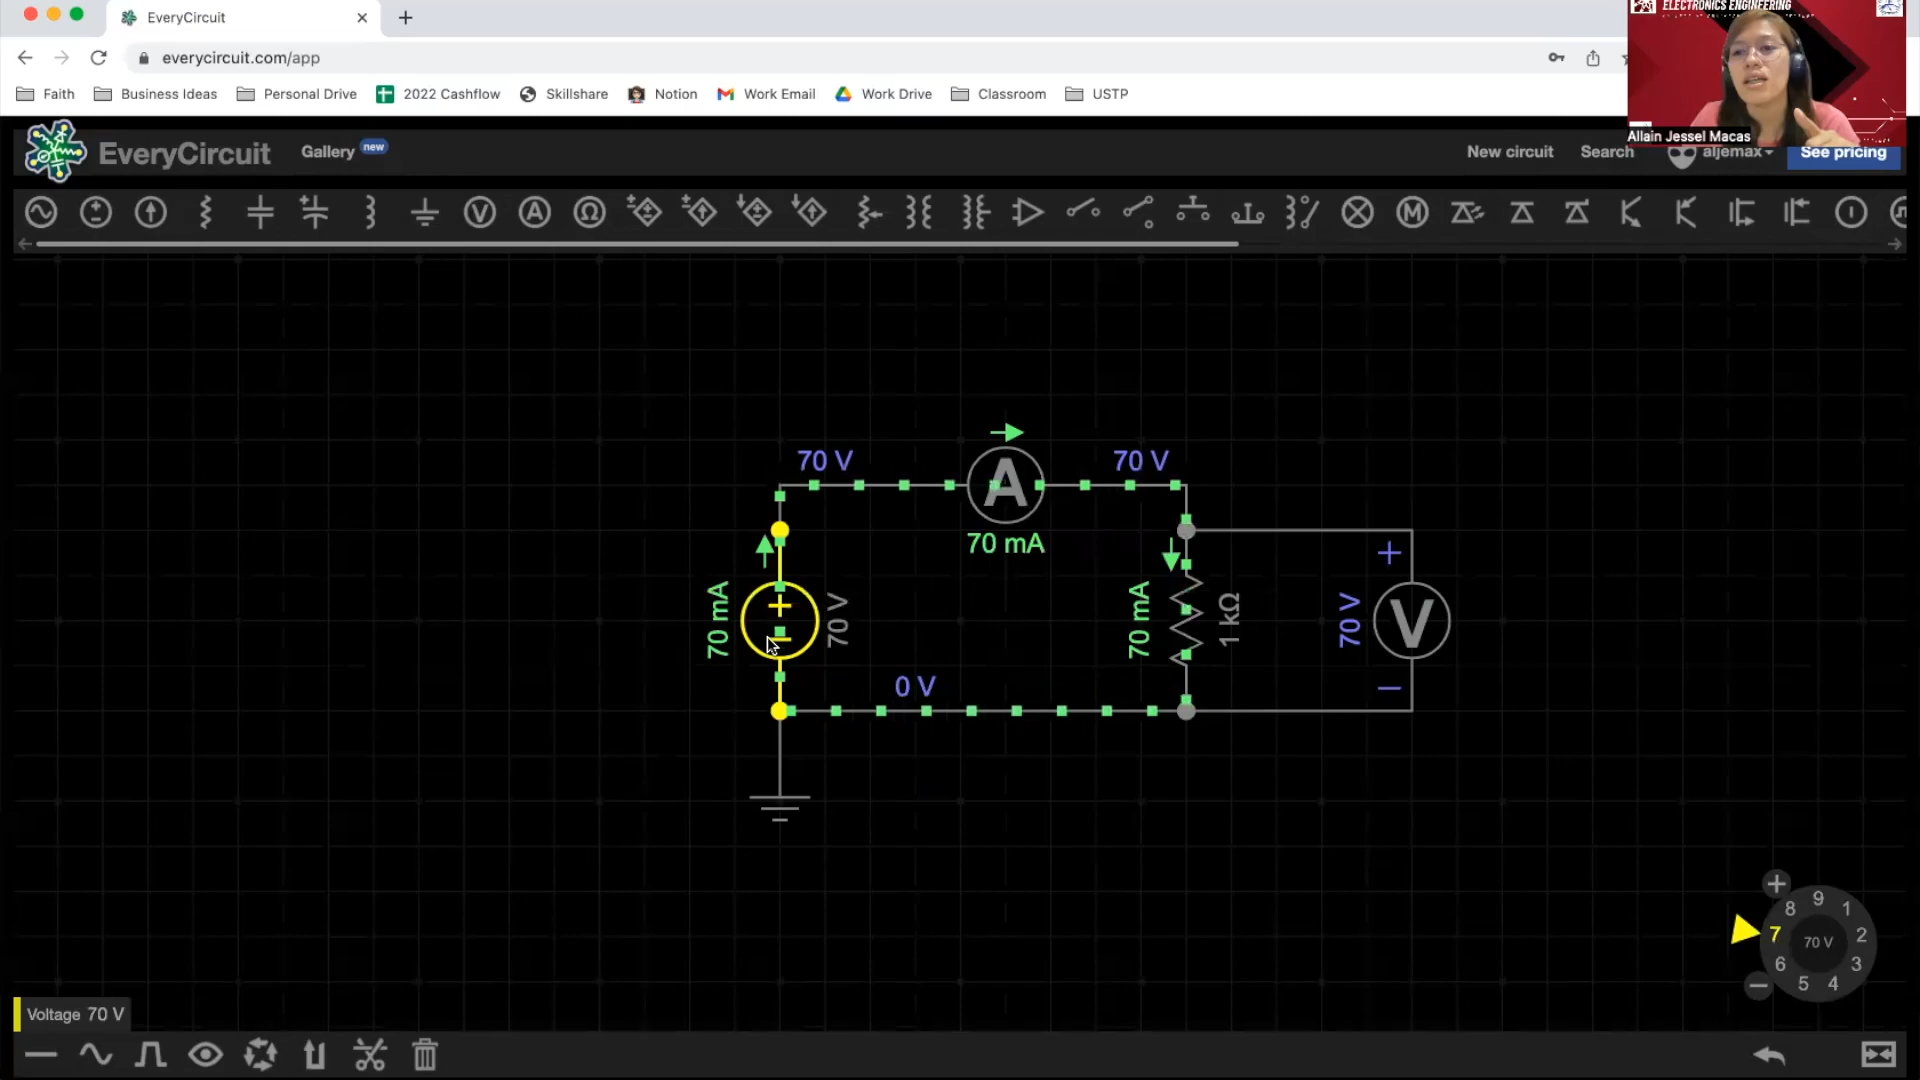 EveryCircuit
everycircuit.com/app
Faith
Business Ideas
Personal Drive
2022 Cashflow
Skillshare
Notion
Work Email
Work Drive
Classroom
USTP
ELECTRONICS ENGINEERING
Allain Jessel Macas
EveryCircuit
Gallery new
New circuit
Search
aljemax
See pricing
V
A
Ω
M
70 V
70 V
A
70 mA
+
70 mA
+
−
70 V
70 mA
1 kΩ
70 V
V
−
0 V
+
9
8
1
7
70 V
2
6
3
5
4
−
Voltage 70 V